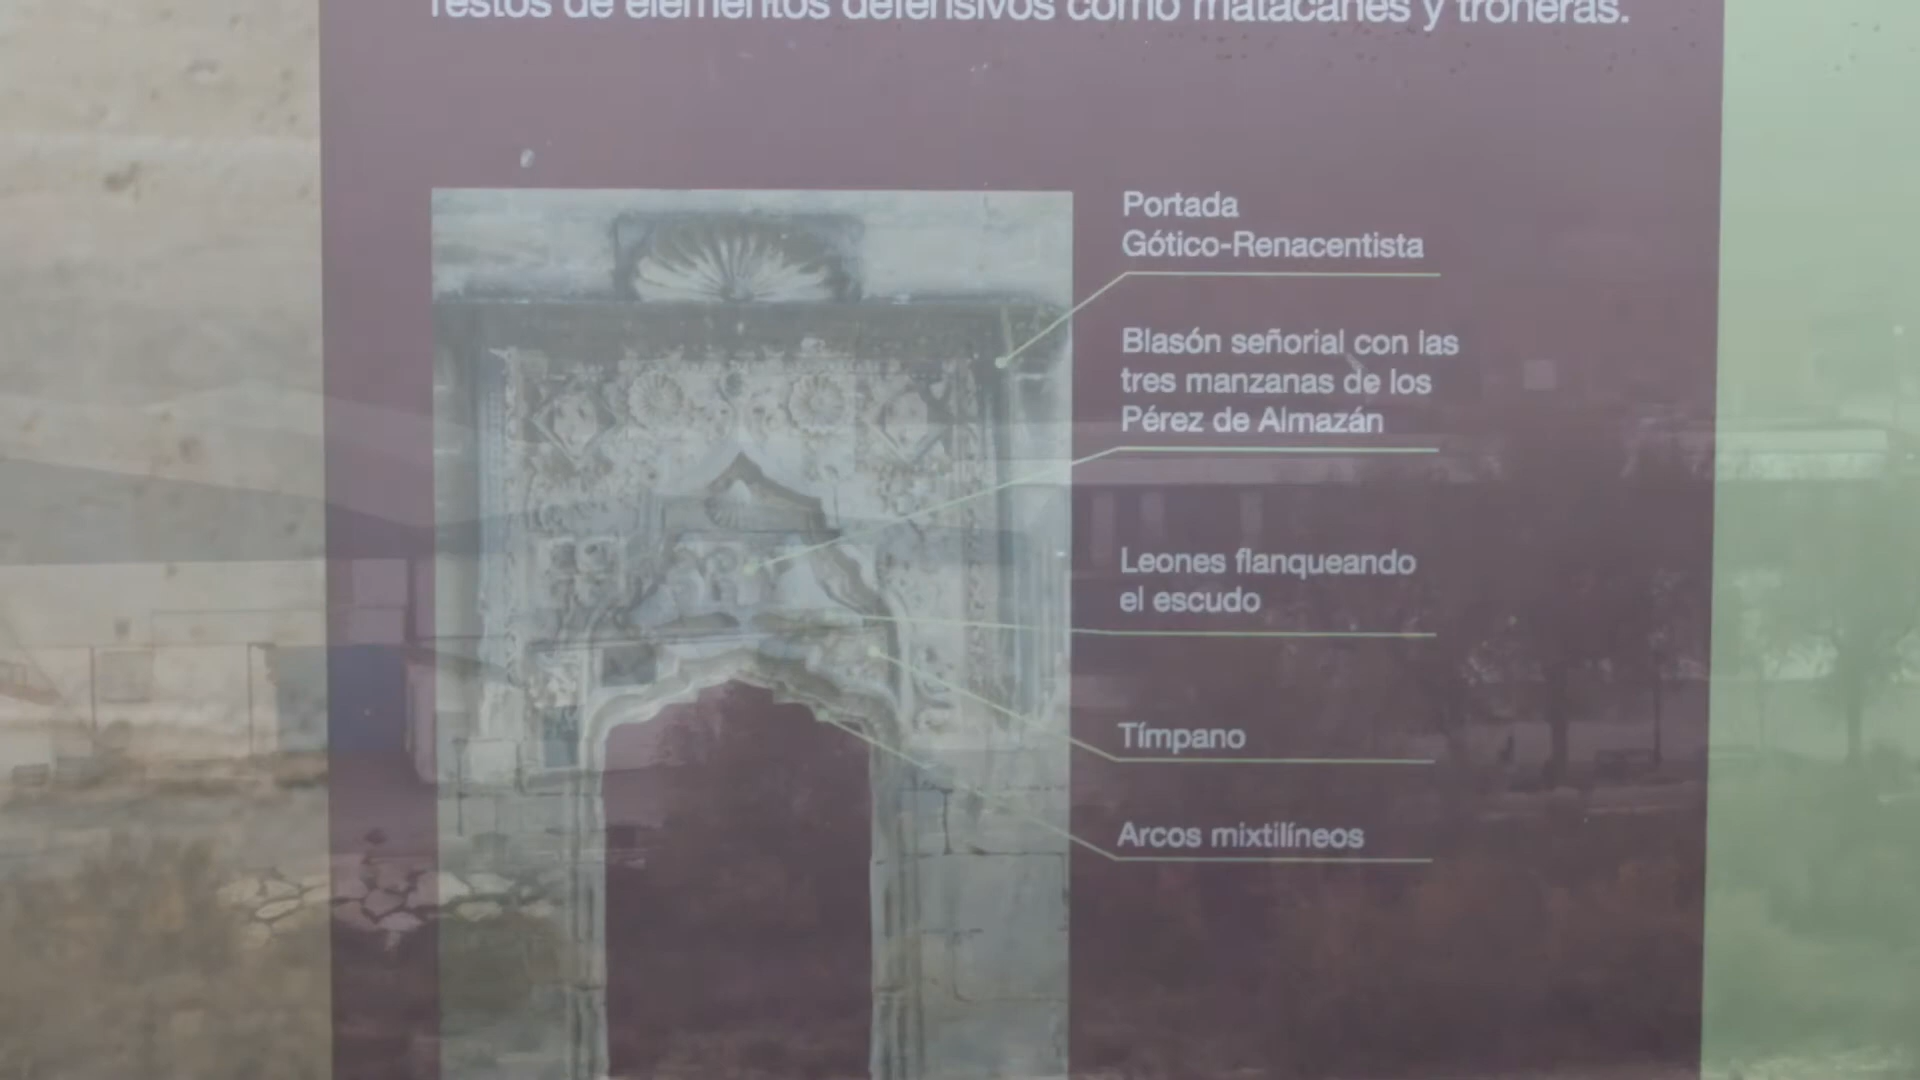 restos de elementos defensivos como matacanes y troneras.
Portada
Gótico-Renacentista
Blasón señorial con las
tres manzanas de los
Pérez de Almazán
Leones flanqueando
el escudo
Tímpano
Arcos mixtilíneos